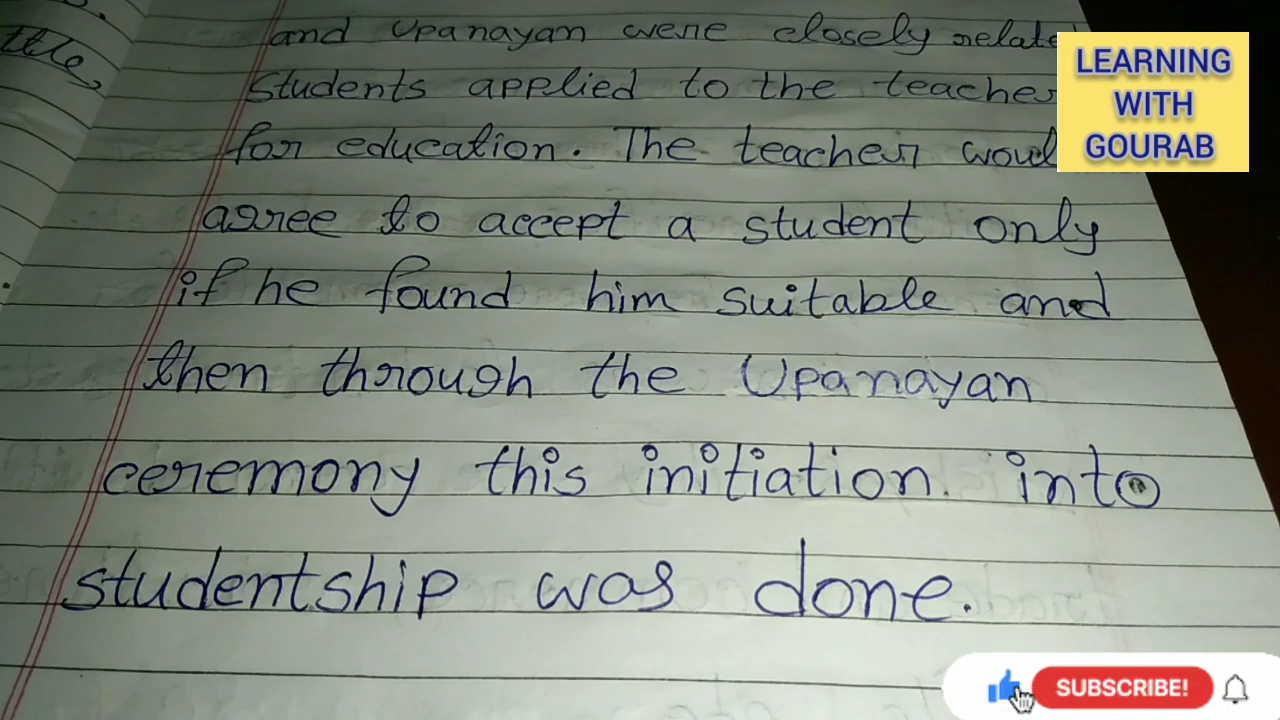 title
and Upanayan were closely relate
students applied to the teacher
for education. The teacher woul
agree to accept a student only
if he found him suitable and
then through the Upanayan
ceremony this initiation into
studentship was done.
LEARNING
WITH
GOURAB
SUBSCRIBE!